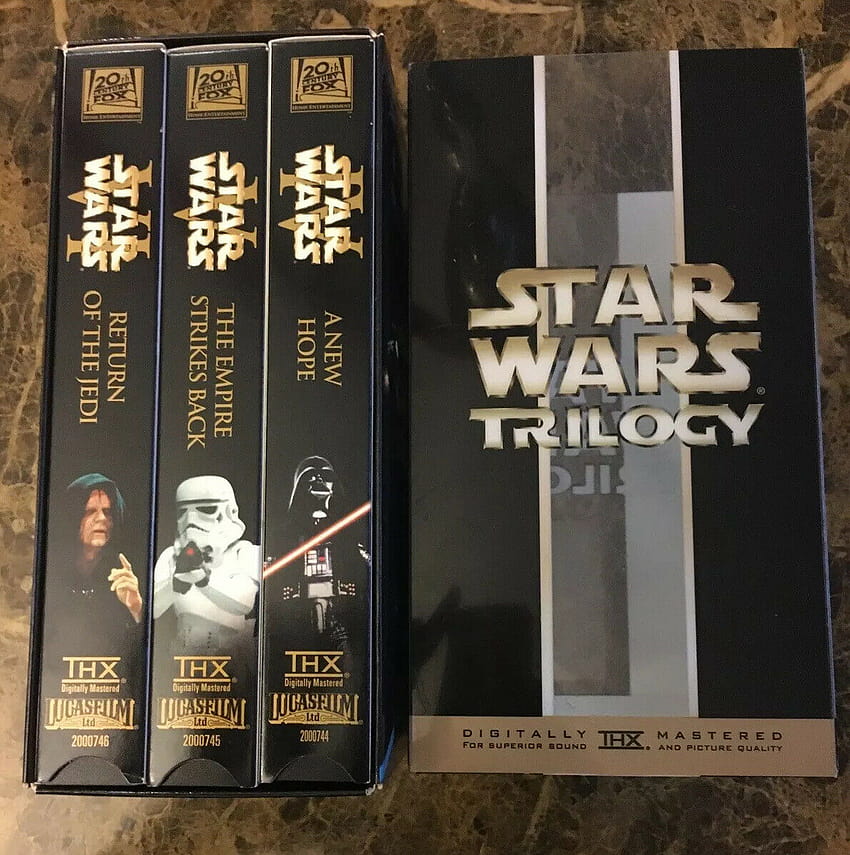 20th
CENTURY
FOX
HOME ENTERTAINMENT
STAR
WARS
RETURN
OF THE JEDI
THX
Digitally Mastered
LUCASFILM
Ltd
2000746
20th
CENTURY
FOX
HOME ENTERTAINMENT
STAR
WARS
THE EMPIRE
STRIKES BACK
THX
Digitally Mastered
LUCASFILM
Ltd
2000745
20th
CENTURY
FOX
HOME ENTERTAINMENT
STAR
WARS
A NEW
HOPE
THX
Digitally Mastered
LUCASFILM
Ltd
2000744
STAR
WARS®
TRILOGY
DIGITALLY THX® MASTERED
FOR SUPERIOR SOUND AND PICTURE QUALITY